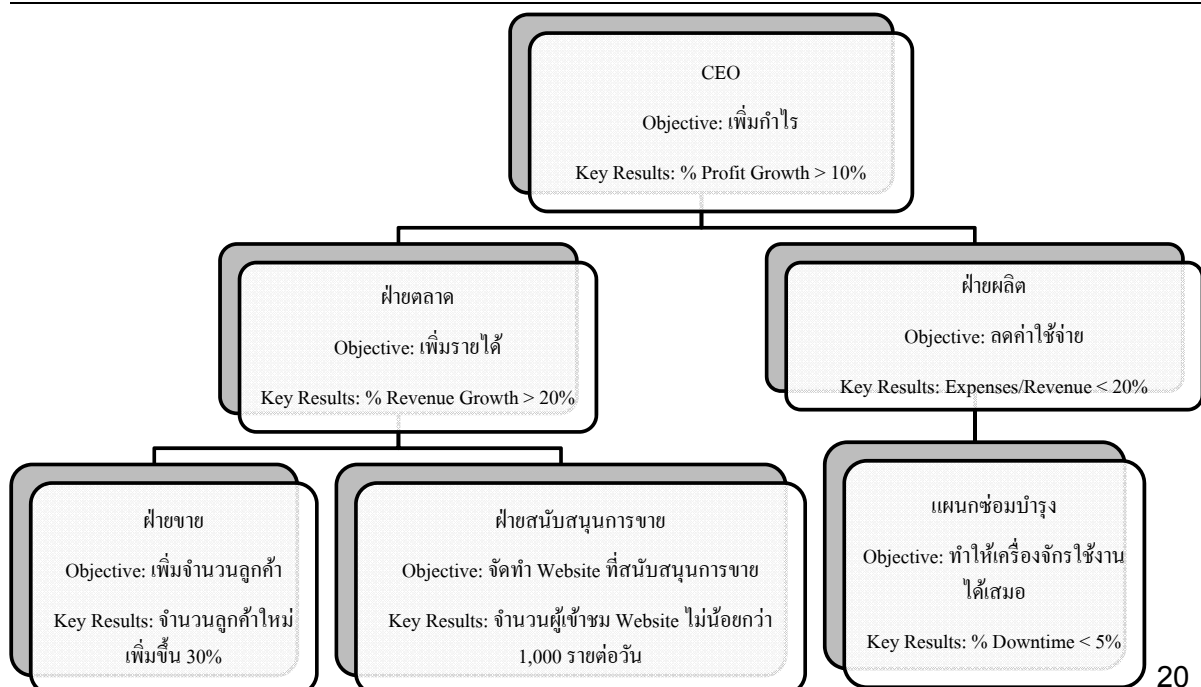 CEO
Objective: เพิ่มกำไร
Key Results: % Profit Growth > 10%
ฝ่ายตลาด
Objective: เพิ่มรายได้
Key Results: % Revenue Growth > 20%
ฝ่ายผลิต
Objective: ลดค่าใช้จ่าย
Key Results: Expenses/Revenue < 20%
ฝ่ายขาย
Objective: เพิ่มจำนวนลูกค้า
Key Results: จำนวนลูกค้าใหม่
เพิ่มขึ้น 30%
ฝ่ายสนับสนุนการขาย
Objective: จัดทำ Website ที่สนับสนุนการขาย
Key Results: จำนวนผู้เข้าชม Website ไม่น้อยกว่า
1,000 รายต่อวัน
แผนกซ่อมบำรุง
Objective: ทำให้เครื่องจักรใช้งาน
ได้เสมอ
Key Results: % Downtime < 5%
20